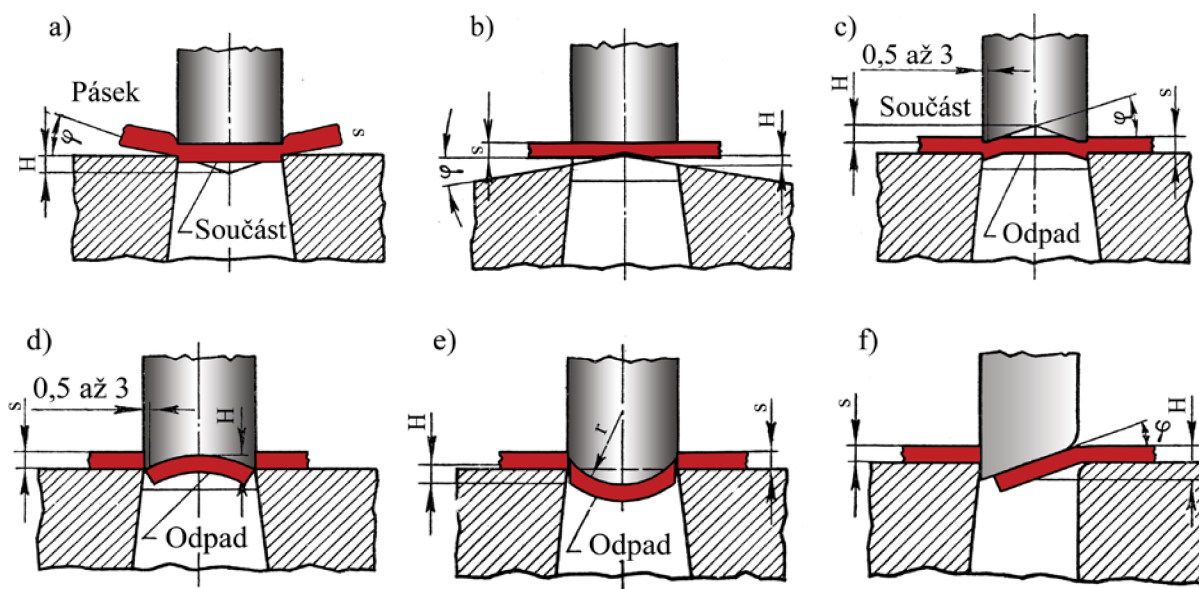 a)
Pásek
φ
H
s
Součást
b)
s
φ
H
c)
0,5 až 3
H
Součást
φ
s
Odpad
d)
0,5 až 3
s
H
Odpad
e)
H
r
s
Odpad
f)
s
φ
H